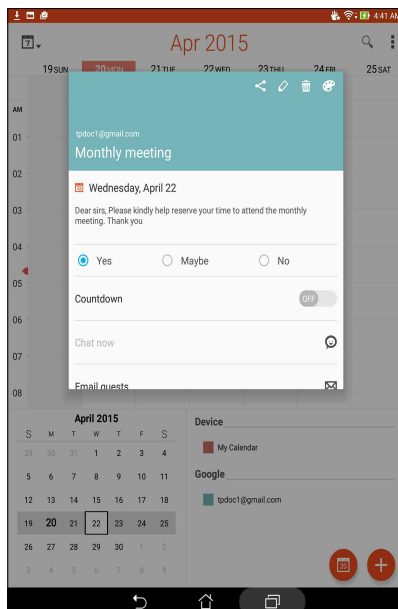 4:41 AM
7
Apr 2015
19 SUN 20 MON 21 TUE 22 WED 23 THU 24 FRI 25 SAT
AM
01
02
03
04
05
06
07
08
tpdoc1@gmail.com
Monthly meeting
20 Wednesday, April 22
Dear sirs, Please kindly help reserve your time to attend the monthly
meeting. Thank you
Yes Maybe No
Countdown OFF
Chat now
Email guests
April 2015
S M T W T F S
29 30 31 1 2 3 4
5 6 7 8 9 10 11
12 13 14 15 16 17 18
19 20 21 22 23 24 25
26 27 28 29 30 1 2
3 4 5 6 7 8 9
Device
My Calendar
Google
tpdoc1@gmail.com
20